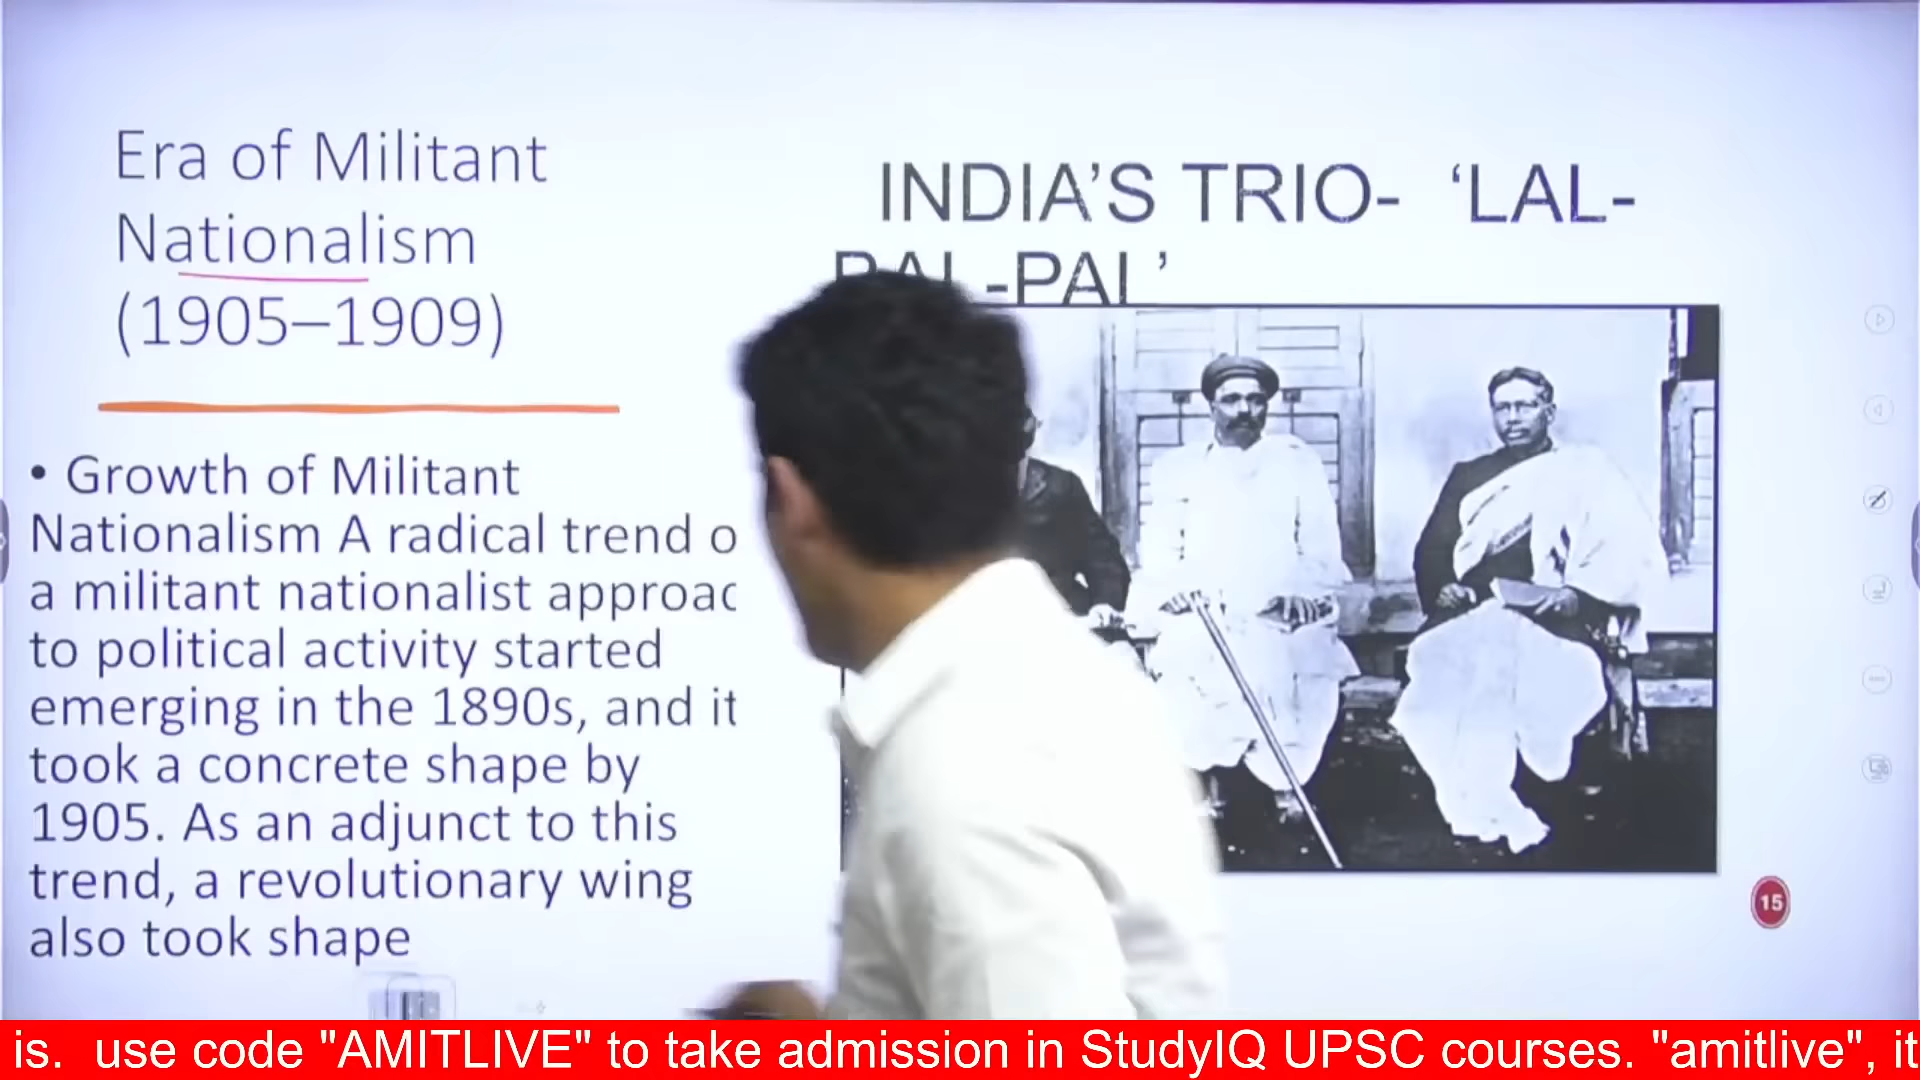 Era of Militant
Nationalism
(1905–1909)
• Growth of Militant
Nationalism A radical trend
a militant nationalist
to political activity started
emerging in the 1890s, and it
took a concrete shape by
1905. As an adjunct to this
trend, a revolutionary wing
also took shape
INDIA'S TRIO- 'LAL-
BAL-PAL'
15
is. use code "AMITLIVE" to take admission in StudyIQ UPSC courses. "amitlive", it